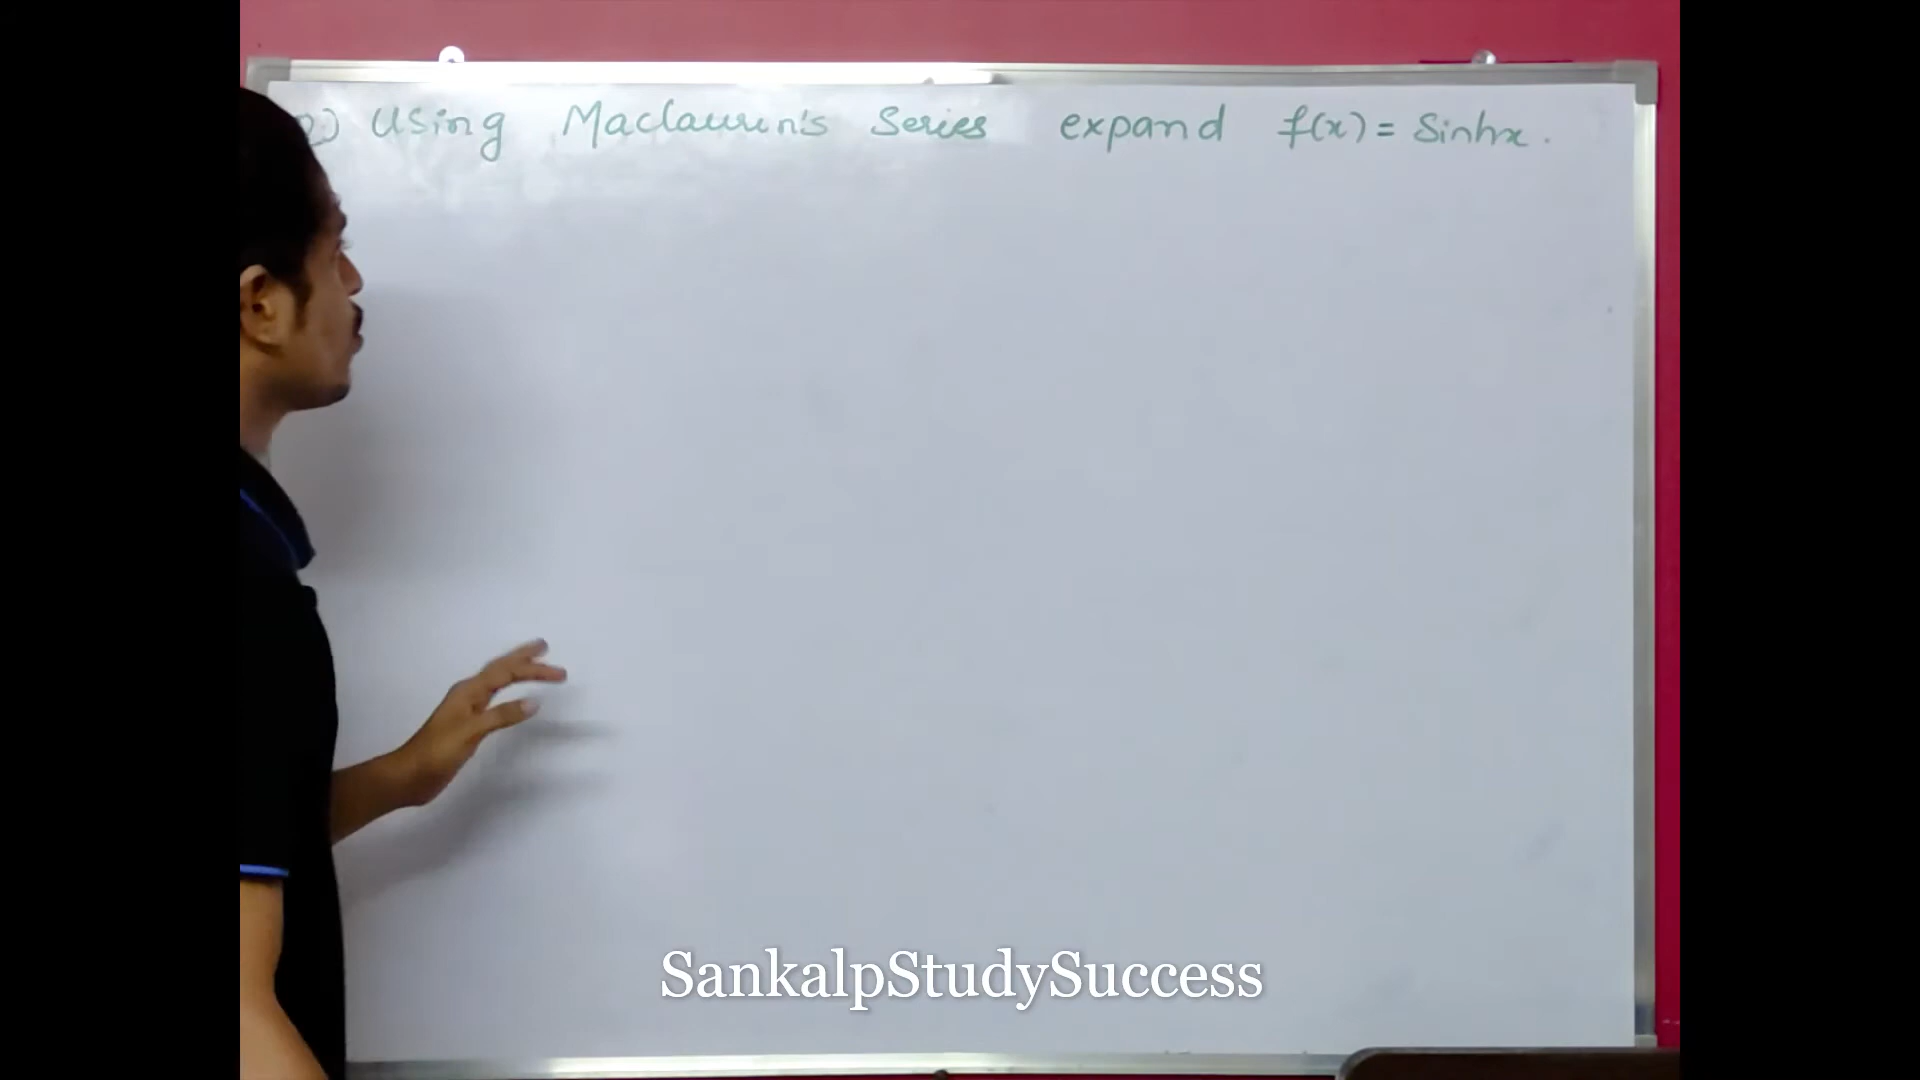 Q) Using Maclaurin's Series expand f(x) = Sinhx.
SankalpStudySuccess